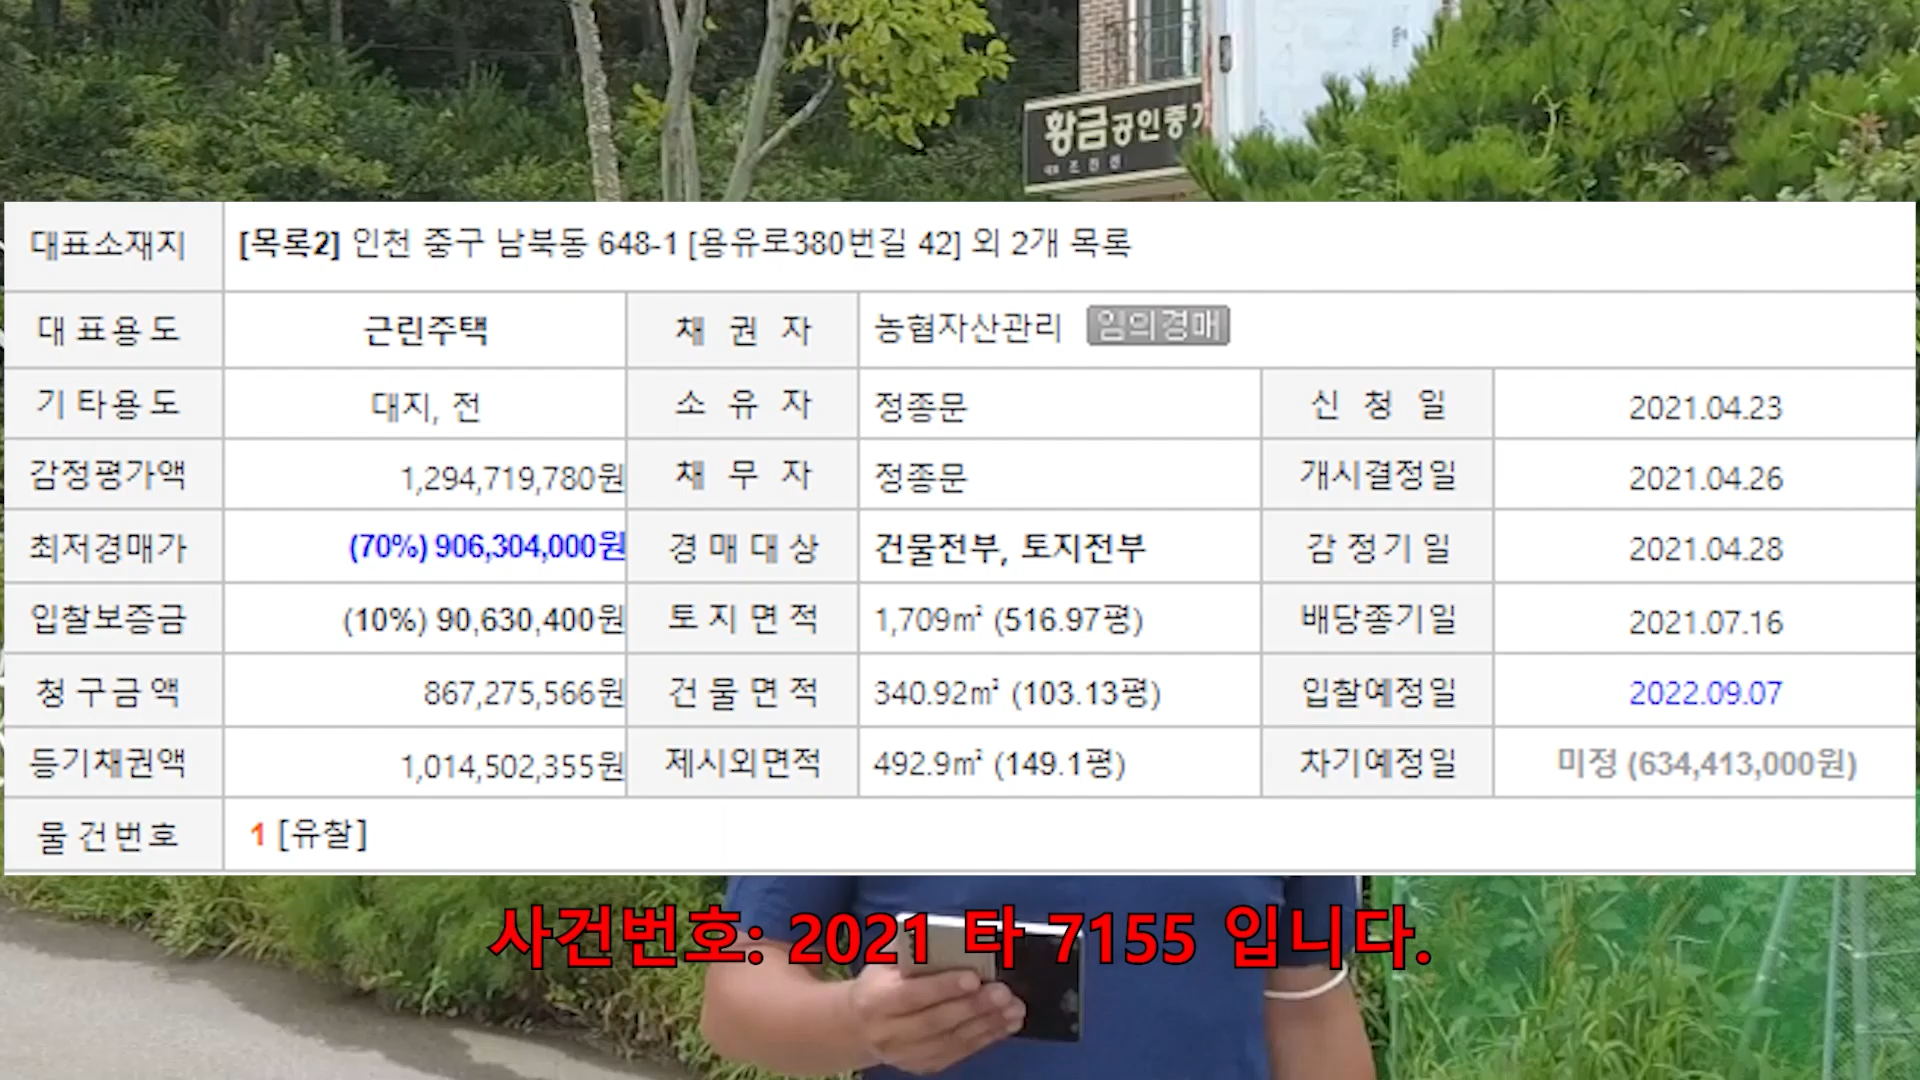 황금공인중개
대표 조진선
대표소재지 [목록2] 인천 중구 남북동 648-1 [용유로380번길 42] 외 2개 목록
대표용도 근린주택 채권자 농협자산관리 임의경매
기타용도 대지, 전 소유자 정종문 신청일 2021.04.23
감정평가액 1,294,719,780원 채무자 정종문 개시결정일 2021.04.26
최저경매가 (70%) 906,304,000원 경매대상 건물전부, 토지전부 감정기일 2021.04.28
입찰보증금 (10%) 90,630,400원 토지면적 1,709㎡ (516.97평) 배당종기일 2021.07.16
청구금액 867,275,566원 건물면적 340.92㎡ (103.13평) 입찰예정일 2022.09.07
등기채권액 1,014,502,355원 제시외면적 492.9㎡ (149.1평) 차기예정일 미정 (634,413,000원)
물건번호 1 [유찰]
사건번호: 2021 타 7155 입니다.